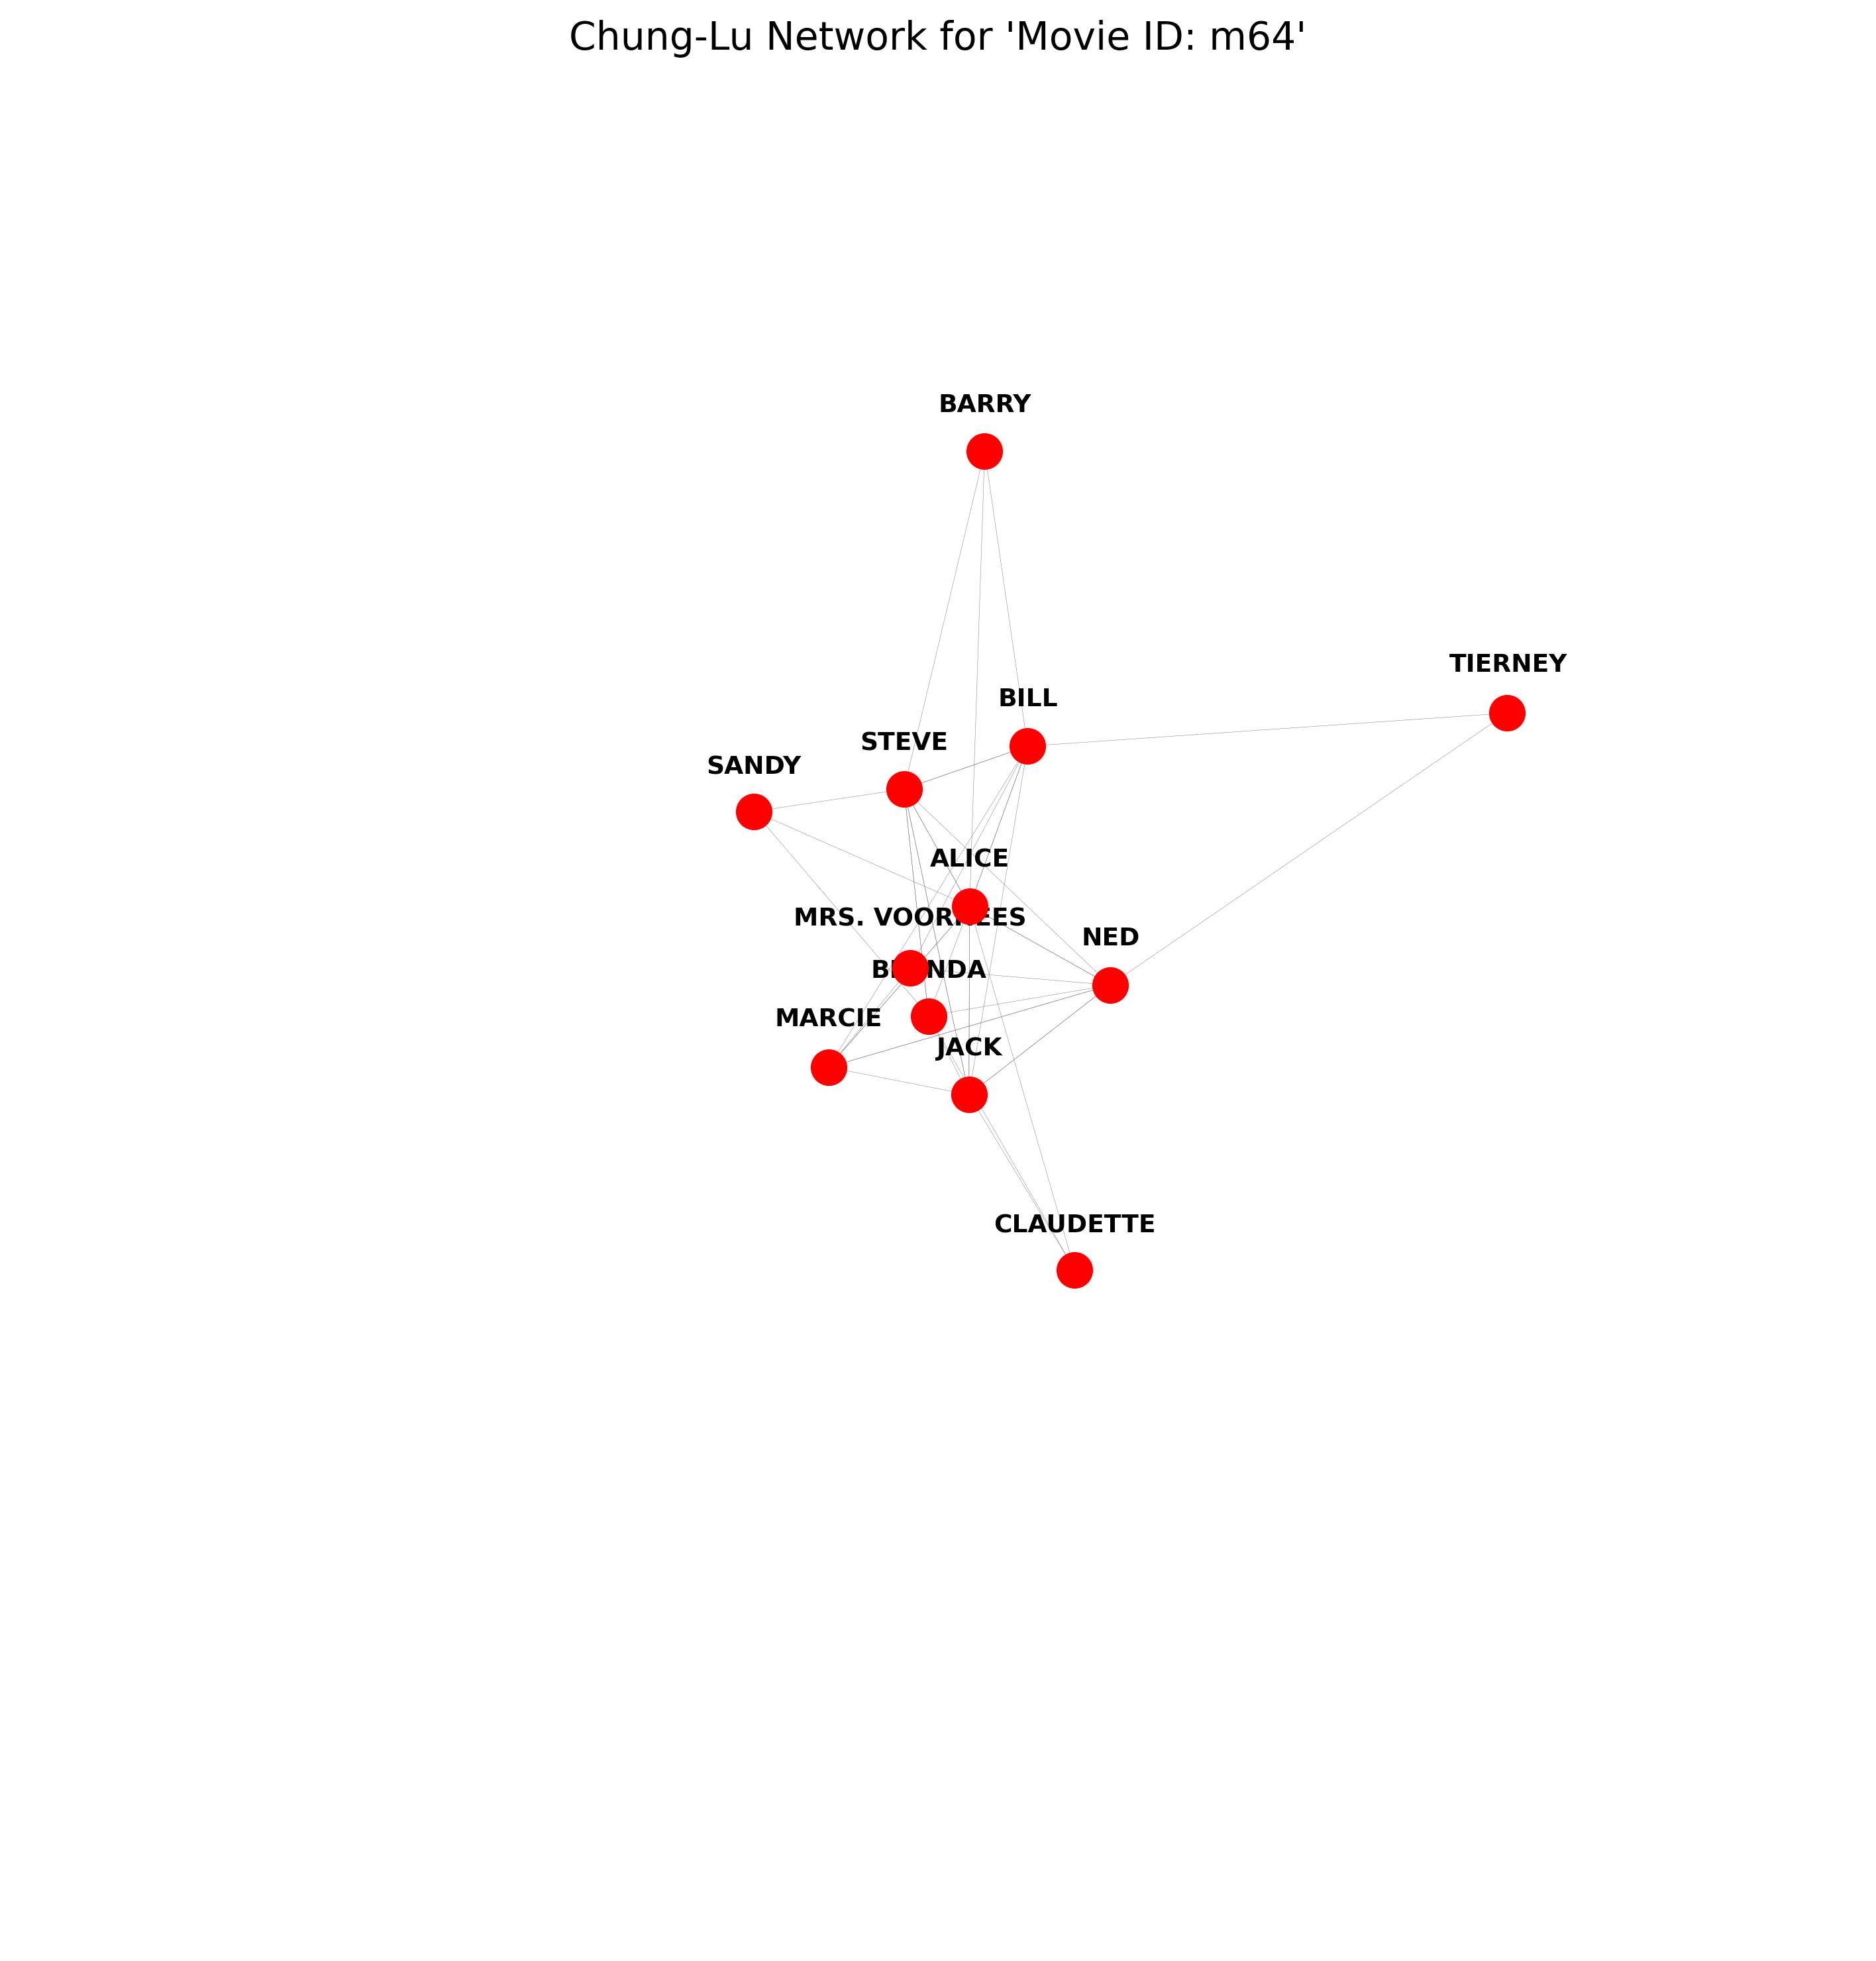 Chung-Lu Network for 'Movie ID: m64'
BARRY
TIERNEY
BILL
STEVE
SANDY
ALICE
MRS. VOORHEES
NED
BRENDA
MARCIE
JACK
CLAUDETTE